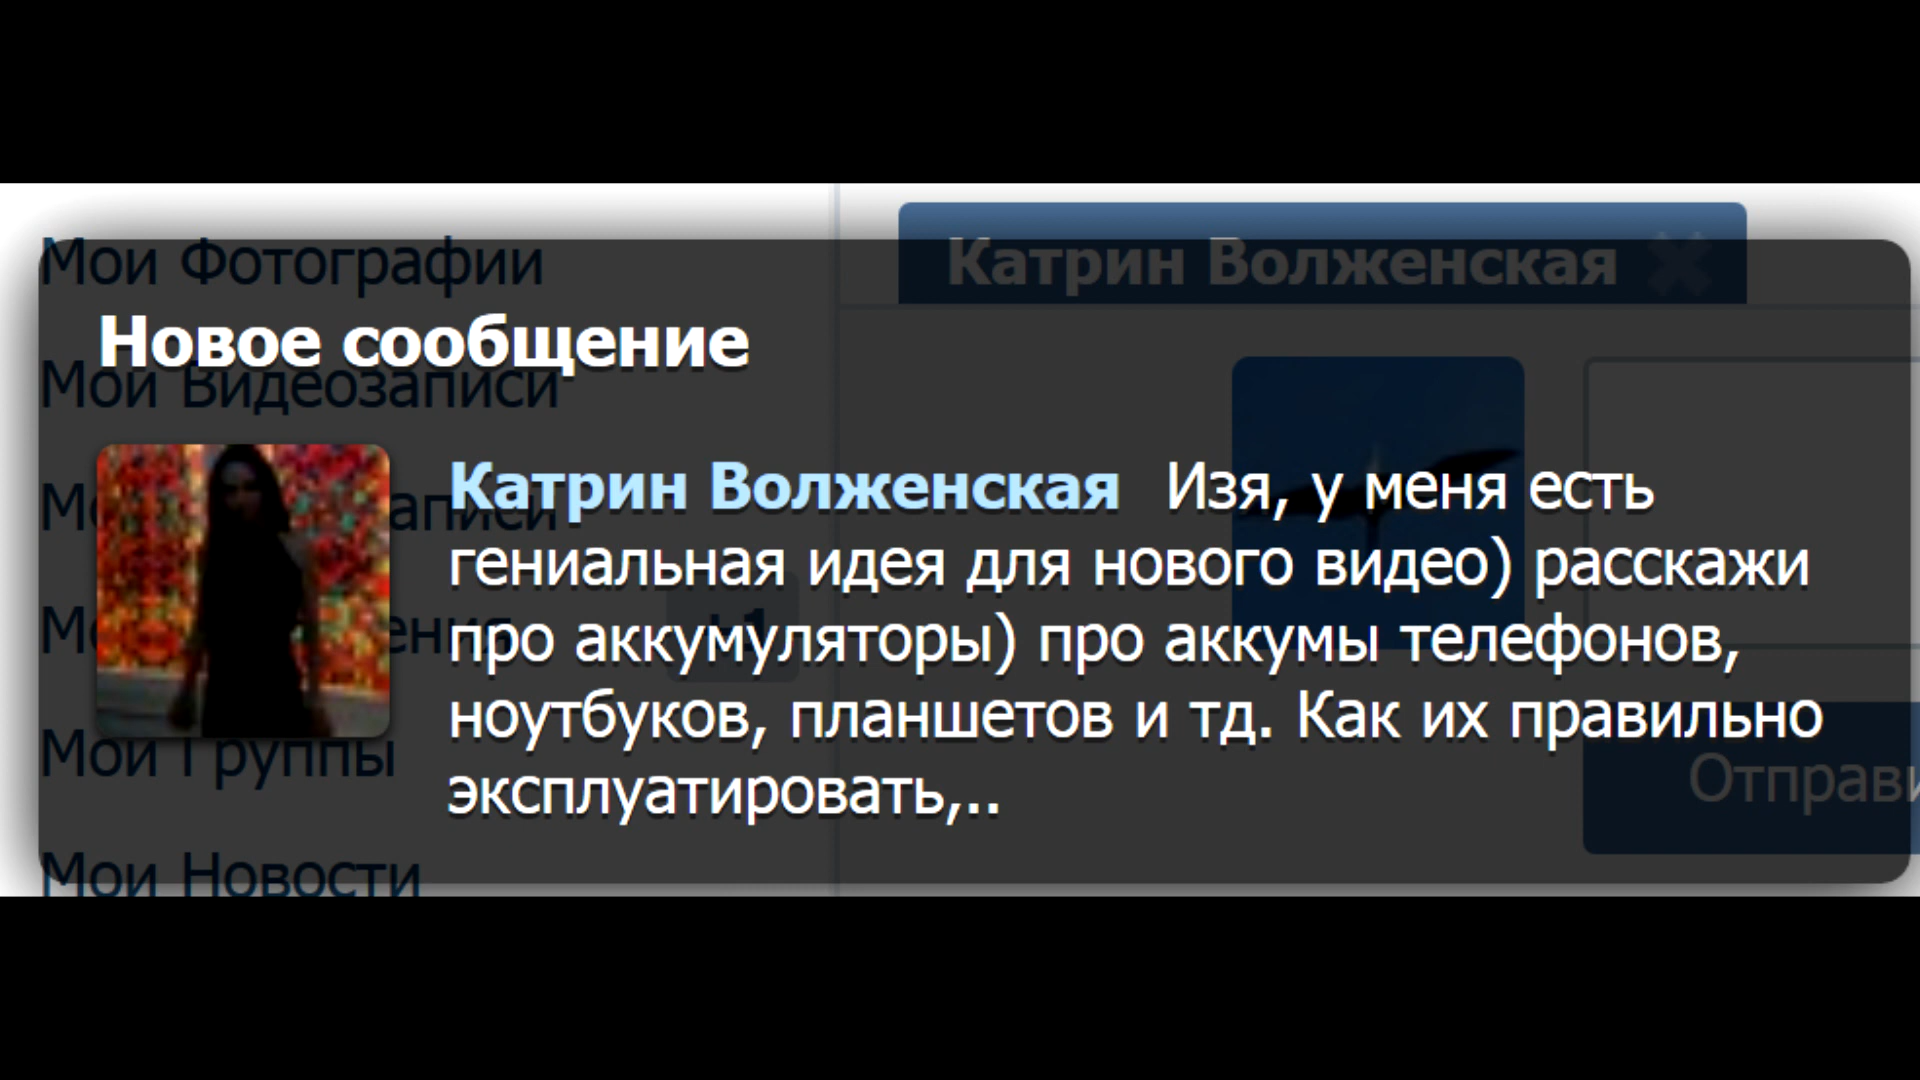 Мои Фотографии
Катрин Волженская
Новое сообщение
Мои Видеозаписи
Катрин Волженская Изя, у меня есть
гениальная идея для нового видео) расскажи
про аккумуляторы) про аккумы телефонов,
ноутбуков, планшетов и тд. Как их правильно
эксплуатировать,..
Мои Группы
Мои Новости